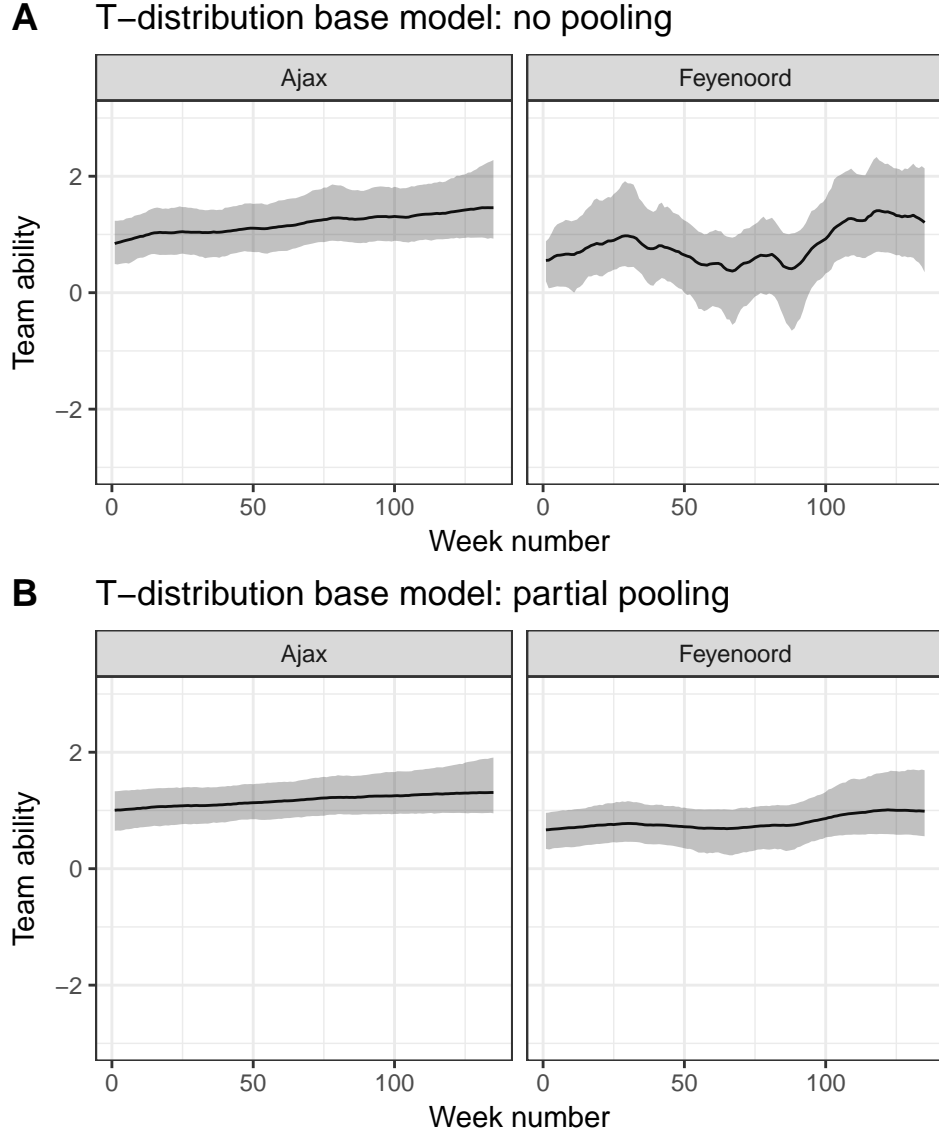 A T−distribution base model: no pooling
Ajax Feyenoord
2
0
−2
Team ability
0 50 100 0 50 100
Week number
B T−distribution base model: partial pooling
Ajax Feyenoord
2
0
−2
Team ability
0 50 100 0 50 100
Week number